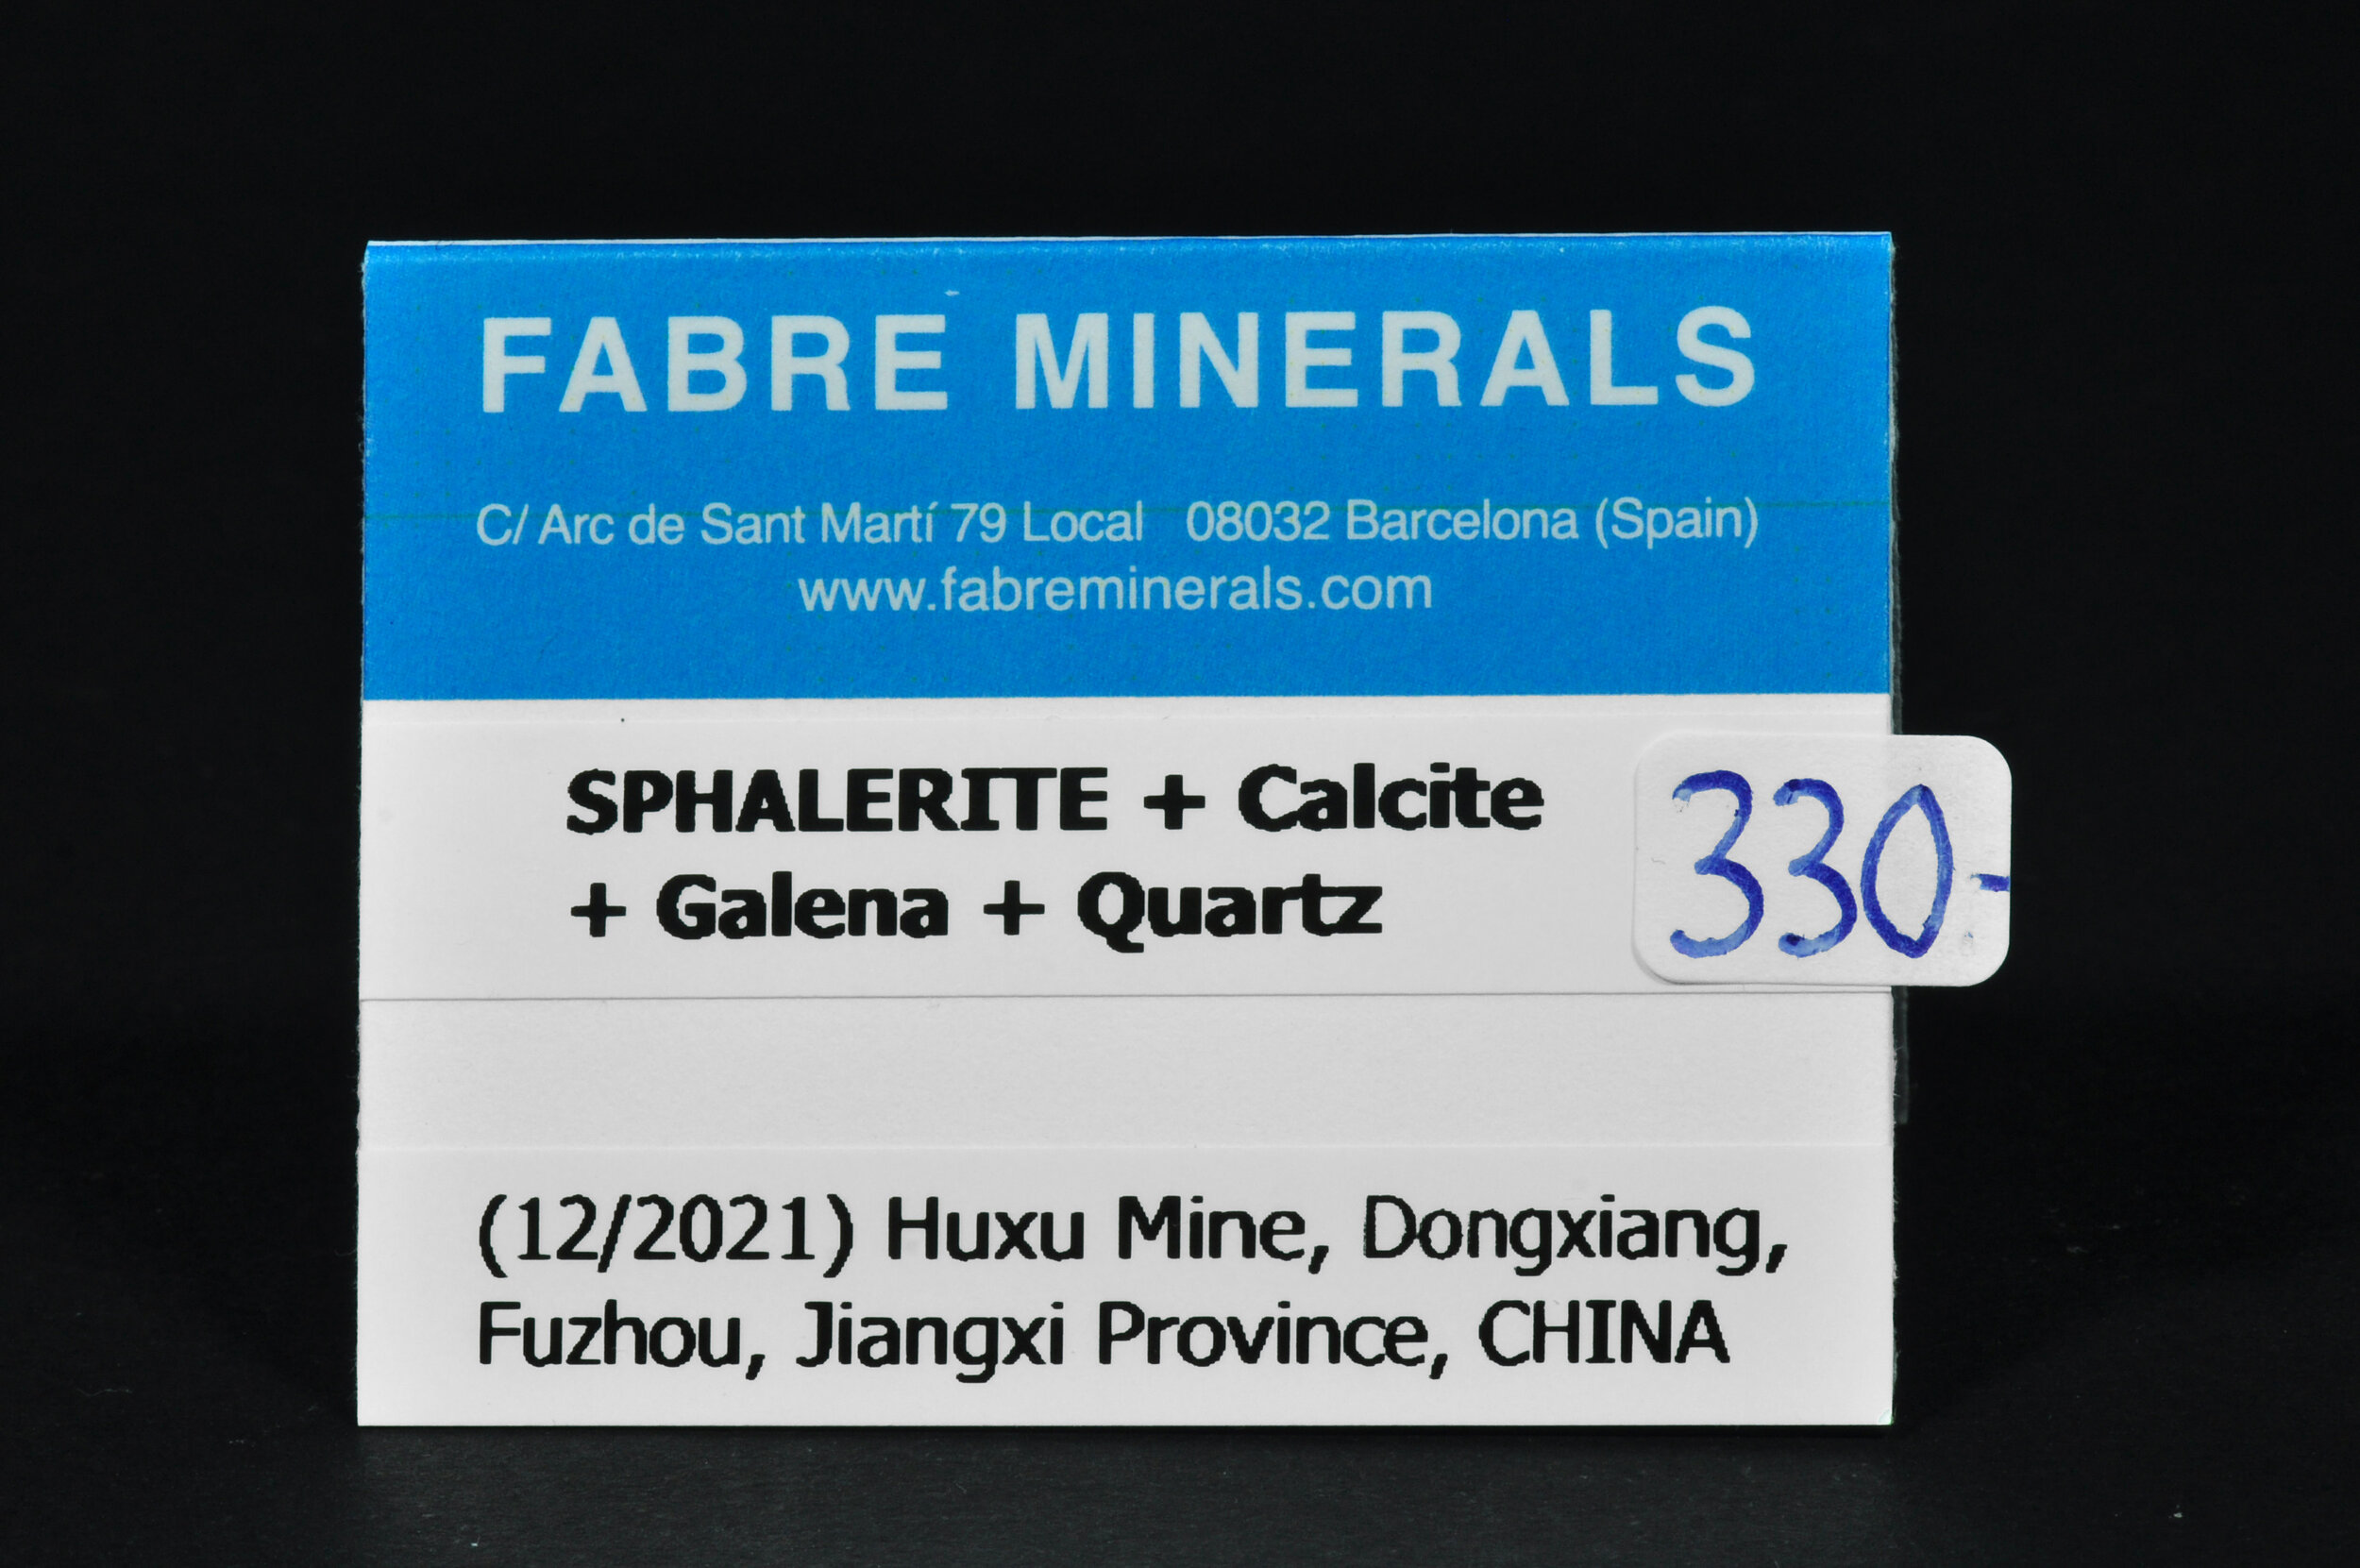 FABRE MINERALS
C/ Arc de Sant Martí 79 Local 08032 Barcelona (Spain)
www.fabreminerals.com
SPHALERITE + Calcite
+ Galena + Quartz
330-
(12/2021) Huxu Mine, Dongxiang,
Fuzhou, Jiangxi Province, CHINA